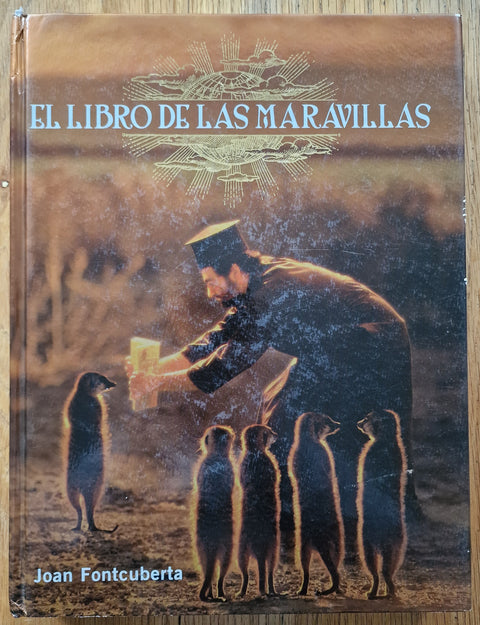 EL LIBRO DE LAS MARAVILLAS
Joan Fontcuberta